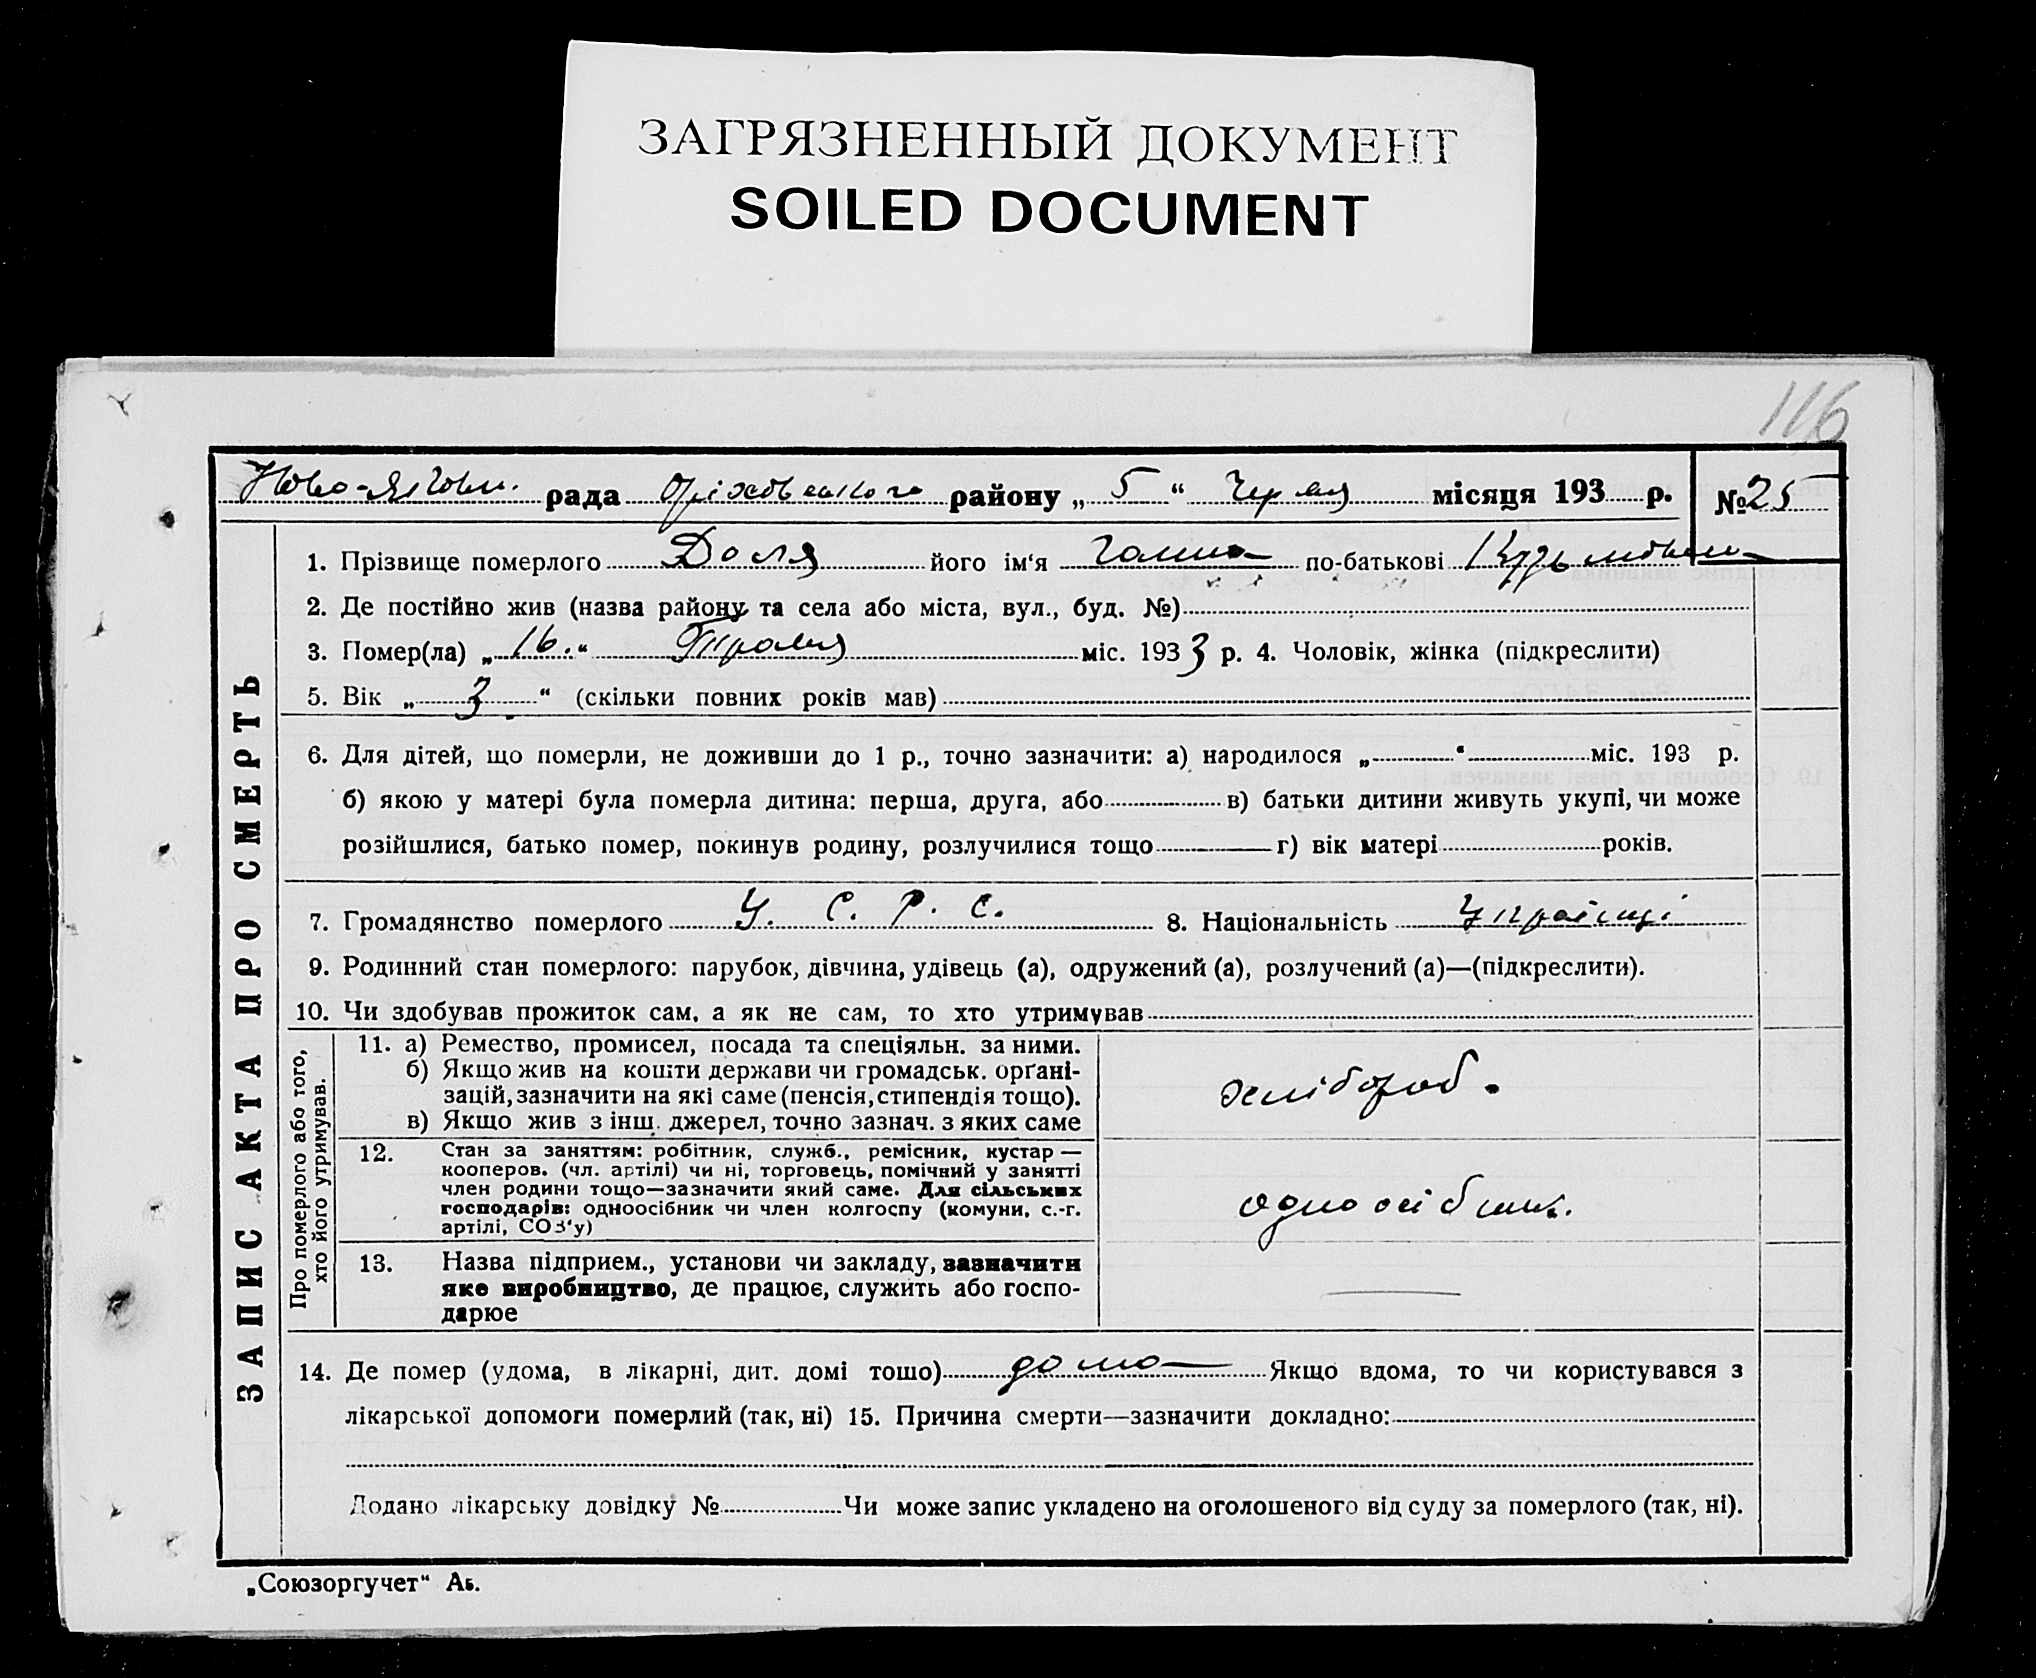 ЗАГРЯЗНЕННЫЙ ДОКУМЕНТ
SOILED DOCUMENT
116
рада Оріхівського району „ 5 “ Червня місяця 193 р. № 25
ЗАПИС АКТА ПРО СМЕРТЬ
1. Прізвище померлого Доля його ім‘я Галина по-батькові
2. Де постійно жив (назва району та села або міста, вул., буд. №)
3. Помер(ла) „ 16. “ Травня міс. 193 3 р. 4. Чоловік, жінка (підкреслити)
5. Вік „ 3 “ (скільки повних років мав)
6. Для дітей, що померли, не доживши до 1 р., точно зазначити: а) народилося „ “ міс. 193 р.
б) якою у матері була померла дитина: перша, друга, або в) батьки дитини живуть укупі, чи може
розійшлися, батько помер, покинув родину, розлучилися тощо г) вік матері років.
7. Громадянство померлого У. С. Р. С. 8. Національність Українці
9. Родинний стан померлого: парубок, дівчина, удівець (а), одружений (а), розлучений (а)—(підкреслити).
10. Чи здобував прожиток сам, а як не сам, то хто утримував
Про померлого або того,
хто його утримував.
11. а) Ремество, промисел, посада та спеціяльн. за ними.
б) Якщо жив на кошти держави чи громадськ. орґані-
зацій, зазначити на які саме (пенсія, стипендія тощо).
в) Якщо жив з інш. джерел, точно зазнач. з яких саме
хлібороб.
12. Стан за заняттям: робітник, служб., ремісник, кустар —
кооперов. (чл. артілі) чи ні, торговець, помічний у занятті
член родини тощо—зазначити який саме. Для сільських
господарів: одноосібник чи член колгоспу (комуни, с.-г.
артілі, СОЗ‘у)
одноосібник.
13. Назва підприєм., установи чи закладу, зазначити
яке виробництво, де працює, служить або госпо-
дарює
14. Де помер (удома, в лікарні, дит. домі тощо) дома Якщо вдома, то чи користувався з
лікарської допомоги померлий (так, ні) 15. Причина смерти—зазначити докладно:
Додано лікарську довідку № Чи може запис укладено на оголошеного від суду за померлого (так, ні).
„Союзоргучет“ Аь.